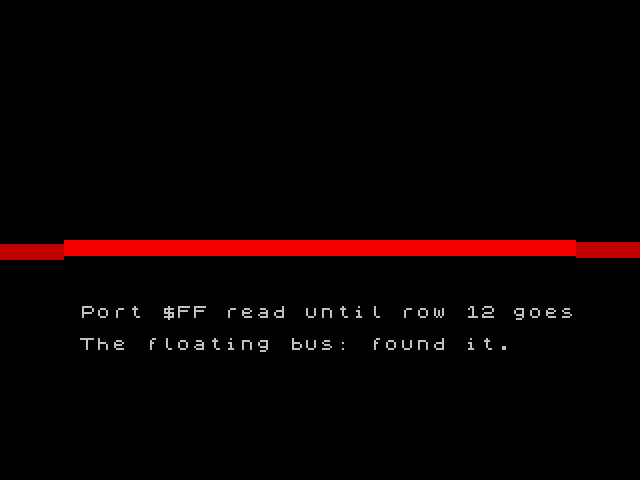 Port $FF read until row 12 goes
The floating bus: found it.